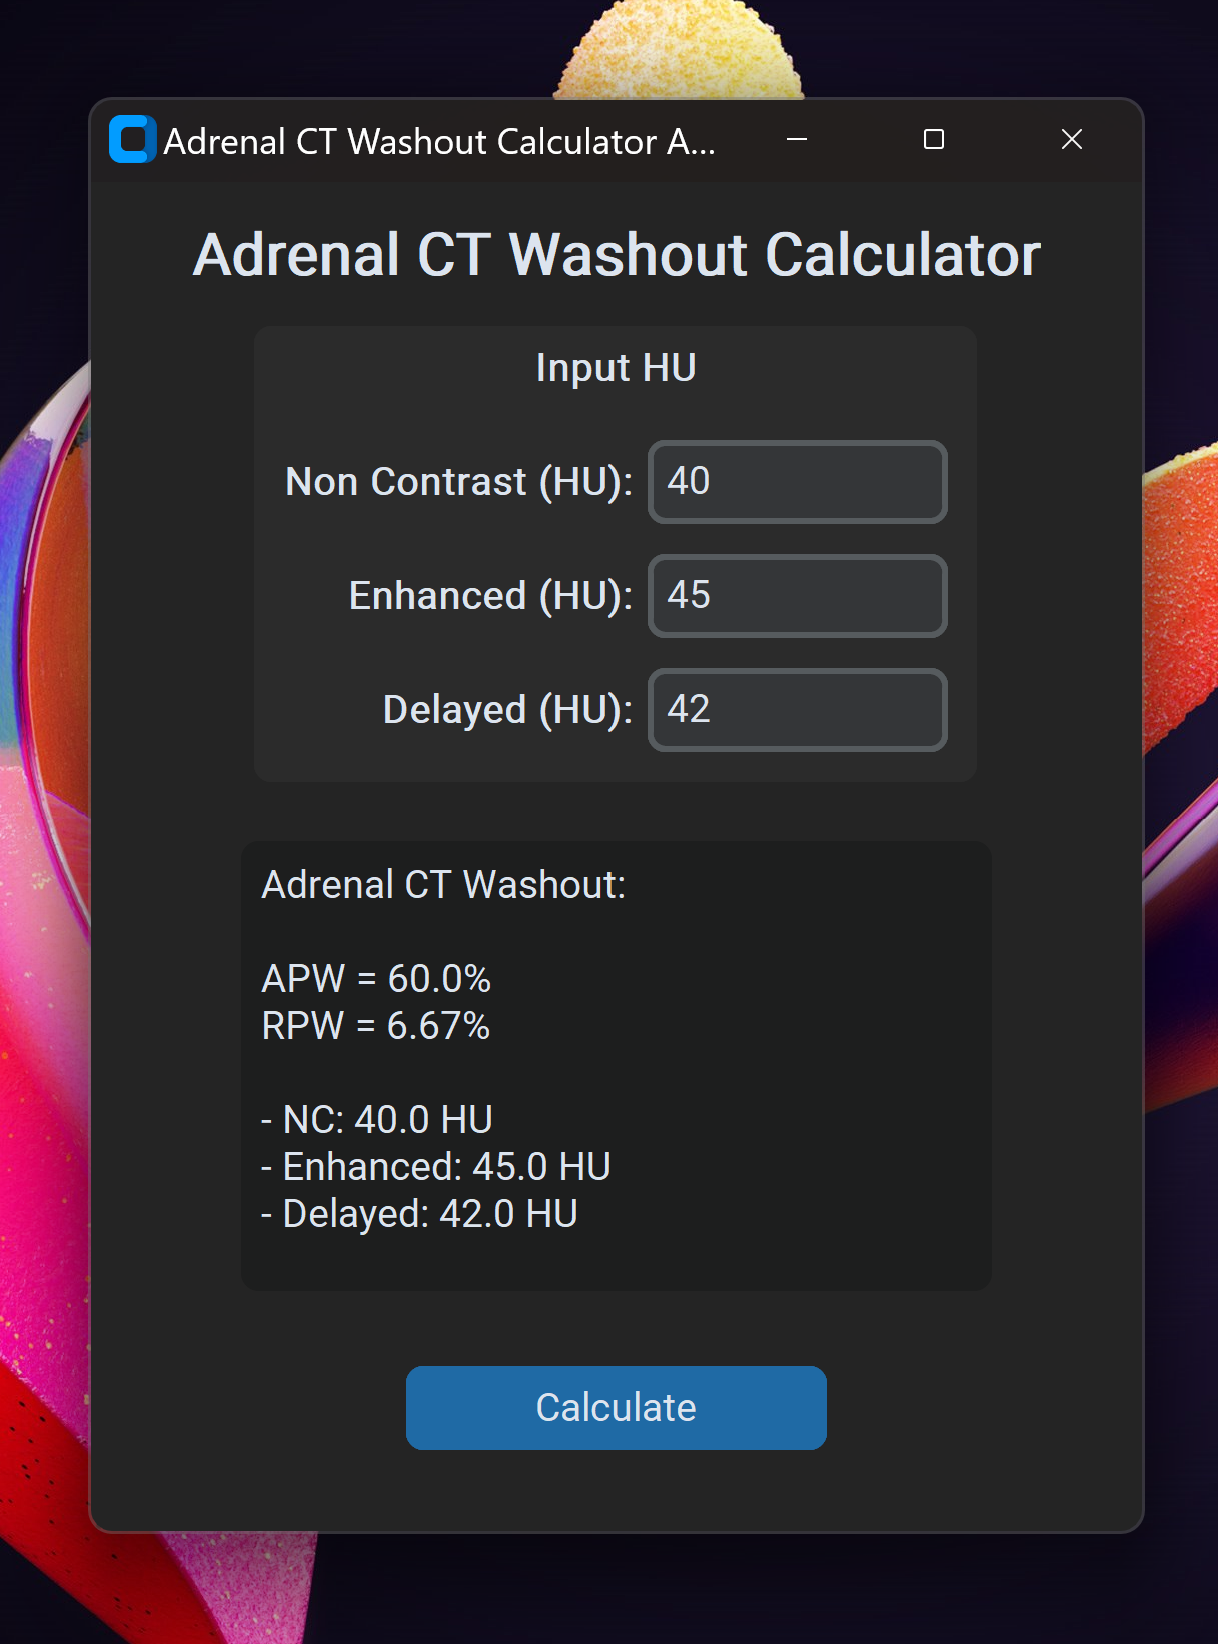 Adrenal CT Washout Calculator A...
Adrenal CT Washout Calculator
Input HU
Non Contrast (HU): 40
Enhanced (HU): 45
Delayed (HU): 42
Adrenal CT Washout:
APW = 60.0%
RPW = 6.67%
- NC: 40.0 HU
- Enhanced: 45.0 HU
- Delayed: 42.0 HU
Calculate